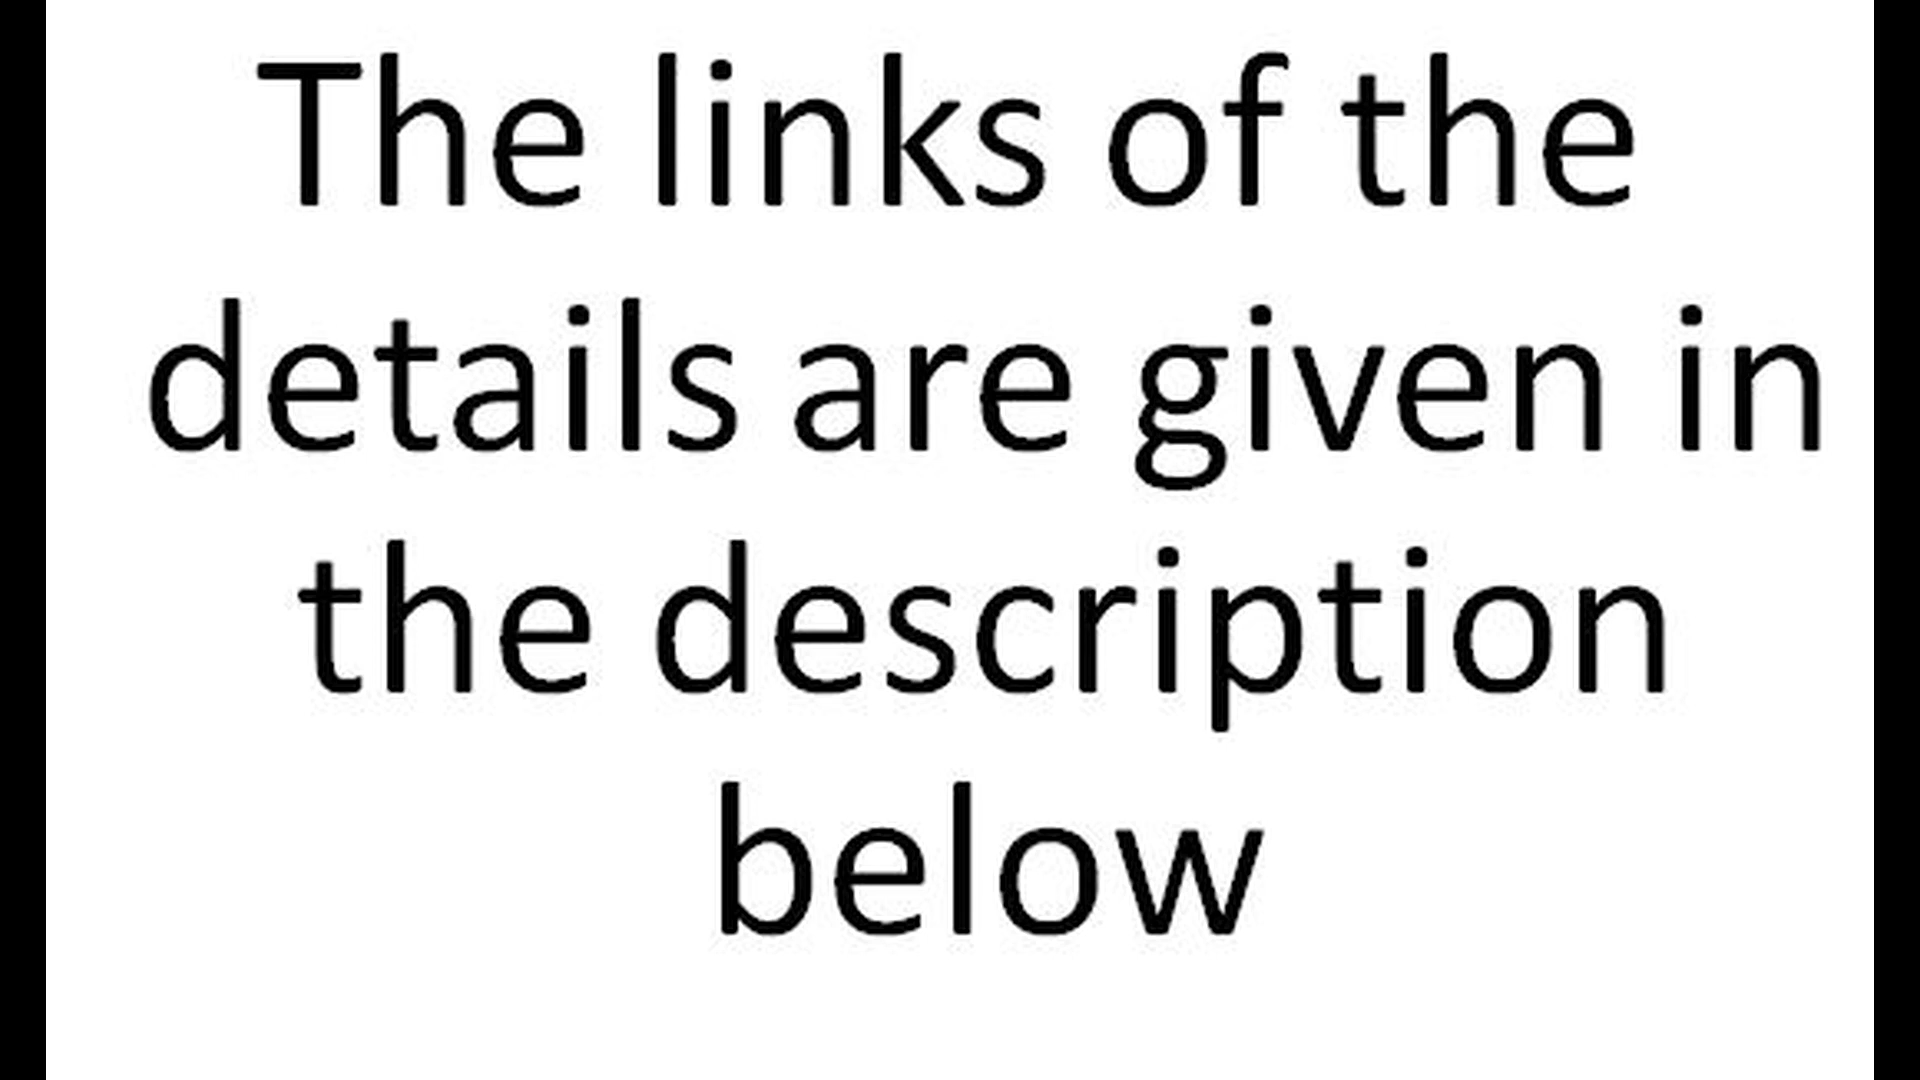 The links of the
details are given in
the description
below